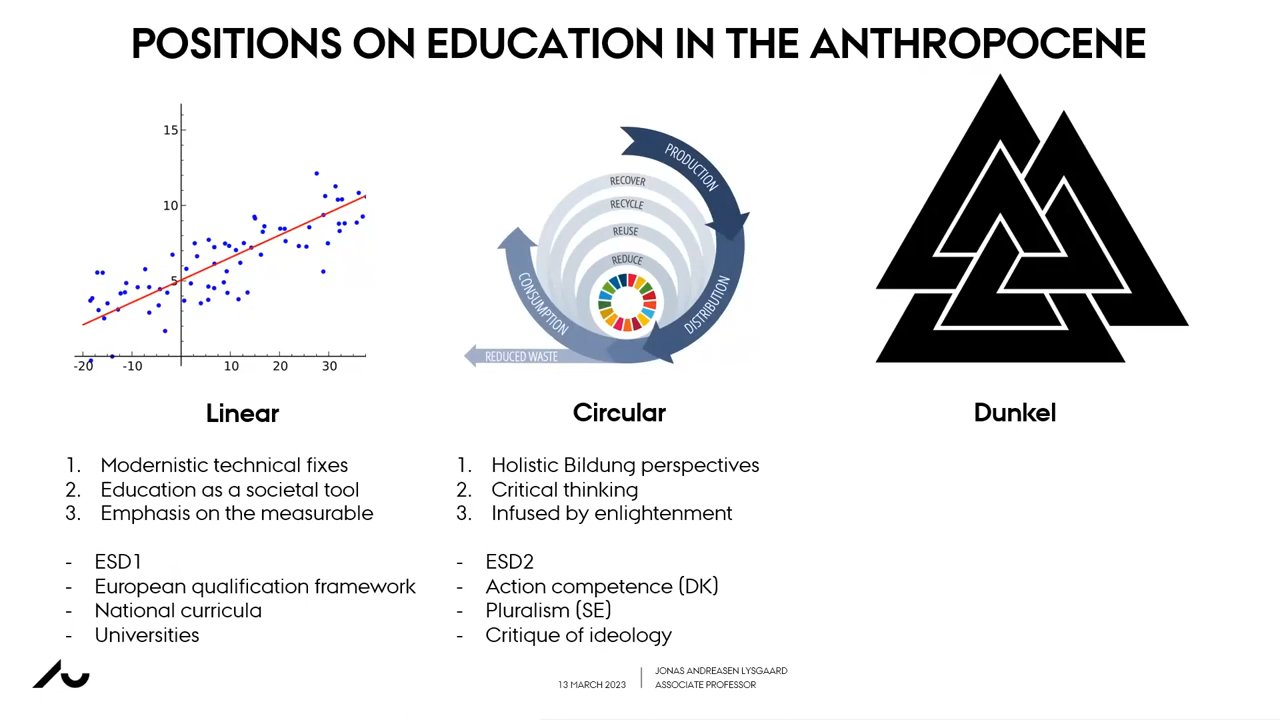 POSITIONS ON EDUCATION IN THE ANTHROPOCENE
15
10
5
-20 -10 10 20 30
PRODUCTION
RECOVER
RECYCLE
REUSE
REDUCE
CONSUMPTION
DISTRIBUTION
REDUCED WASTE
Linear
1. Modernistic technical fixes
2. Education as a societal tool
3. Emphasis on the measurable
- ESD1
- European qualification framework
- National curricula
- Universities
Circular
1. Holistic Bildung perspectives
2. Critical thinking
3. Infused by enlightenment
- ESD2
- Action competence (DK)
- Pluralism (SE)
- Critique of ideology
Dunkel
13 MARCH 2023
JONAS ANDREASEN LYSGAARD
ASSOCIATE PROFESSOR